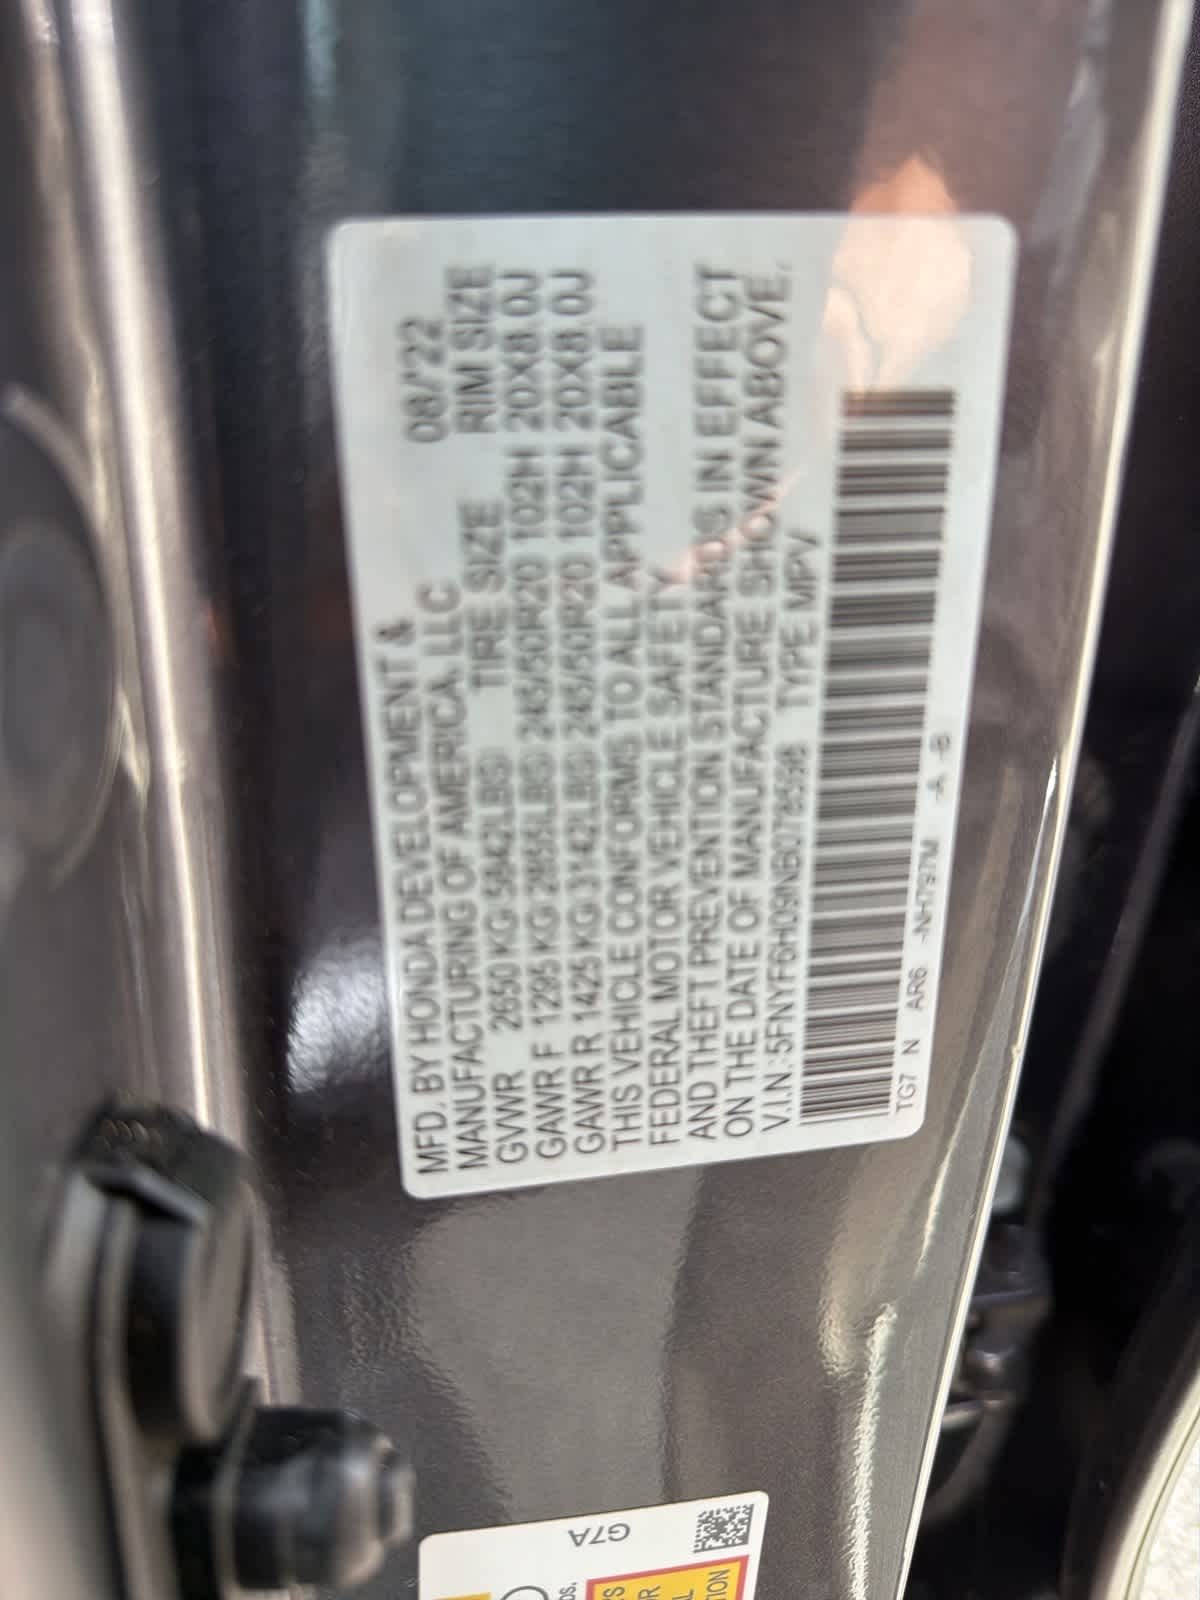 MFD. BY HONDA DEVELOPMENT & 08/'22
MANUFACTURING OF AMERICA, LLC
TIRE SIZE RIM SIZE
GVWR 2650 KG(5842LBS)
GAWR F 1295 KG(2855LBS) 245/50R20 102H 20X8.0J
GAWR R 1425 KG(3142LBS) 245/50R20 102H 20X8.0J
THIS VEHICLE CONFORMS TO ALL APPLICABLE
FEDERAL MOTOR VEHICLE SAFETY
AND THEFT PREVENTION STANDARDS IN EFFECT
ON THE DATE OF MANUFACTURE SHOWN ABOVE.
V.I.N.: TYPE MPV
TG7 N AR6 -NH797M -A -B
G7A